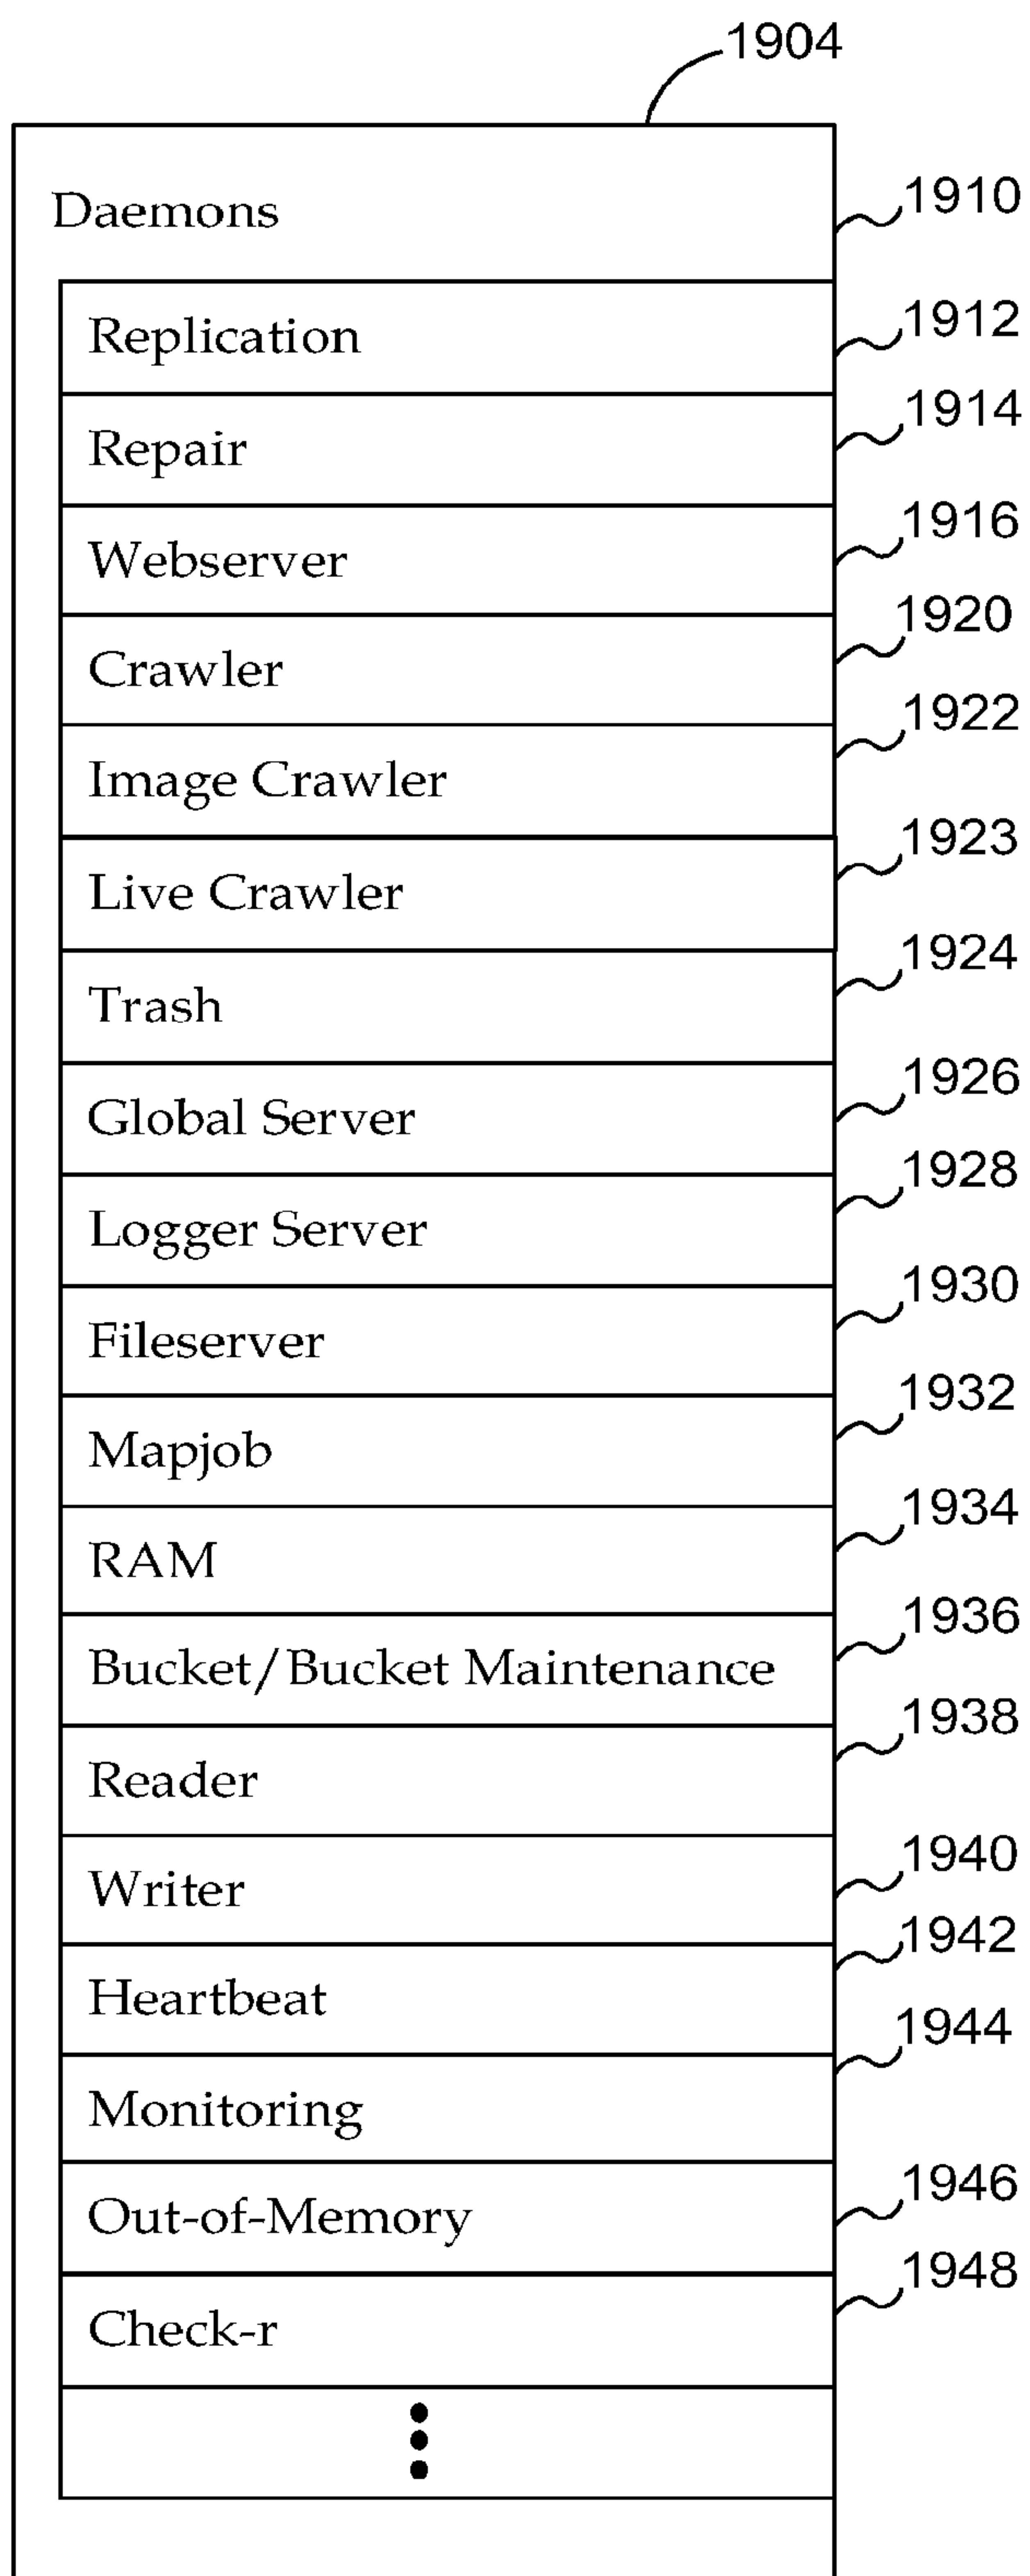 1904
Daemons 1910
Replication 1912
Repair 1914
Webserver 1916
Crawler 1920
Image Crawler 1922
Live Crawler 1923
Trash 1924
Global Server 1926
Logger Server 1928
Fileserver 1930
Mapjob 1932
RAM 1934
Bucket/Bucket Maintenance 1936
Reader 1938
Writer 1940
Heartbeat 1942
Monitoring 1944
Out-of-Memory 1946
Check-r 1948